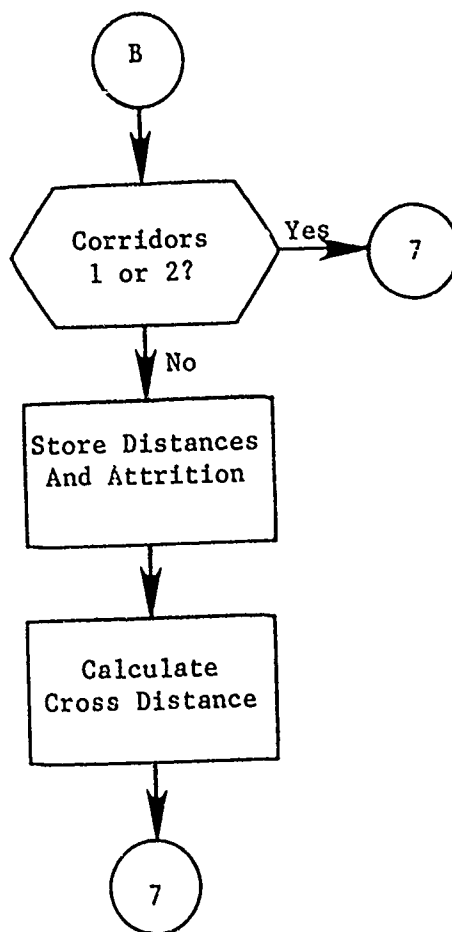 B
Corridors
1 or 2?
Yes
7
No
Store Distances
And Attrition
Calculate
Cross Distance
7